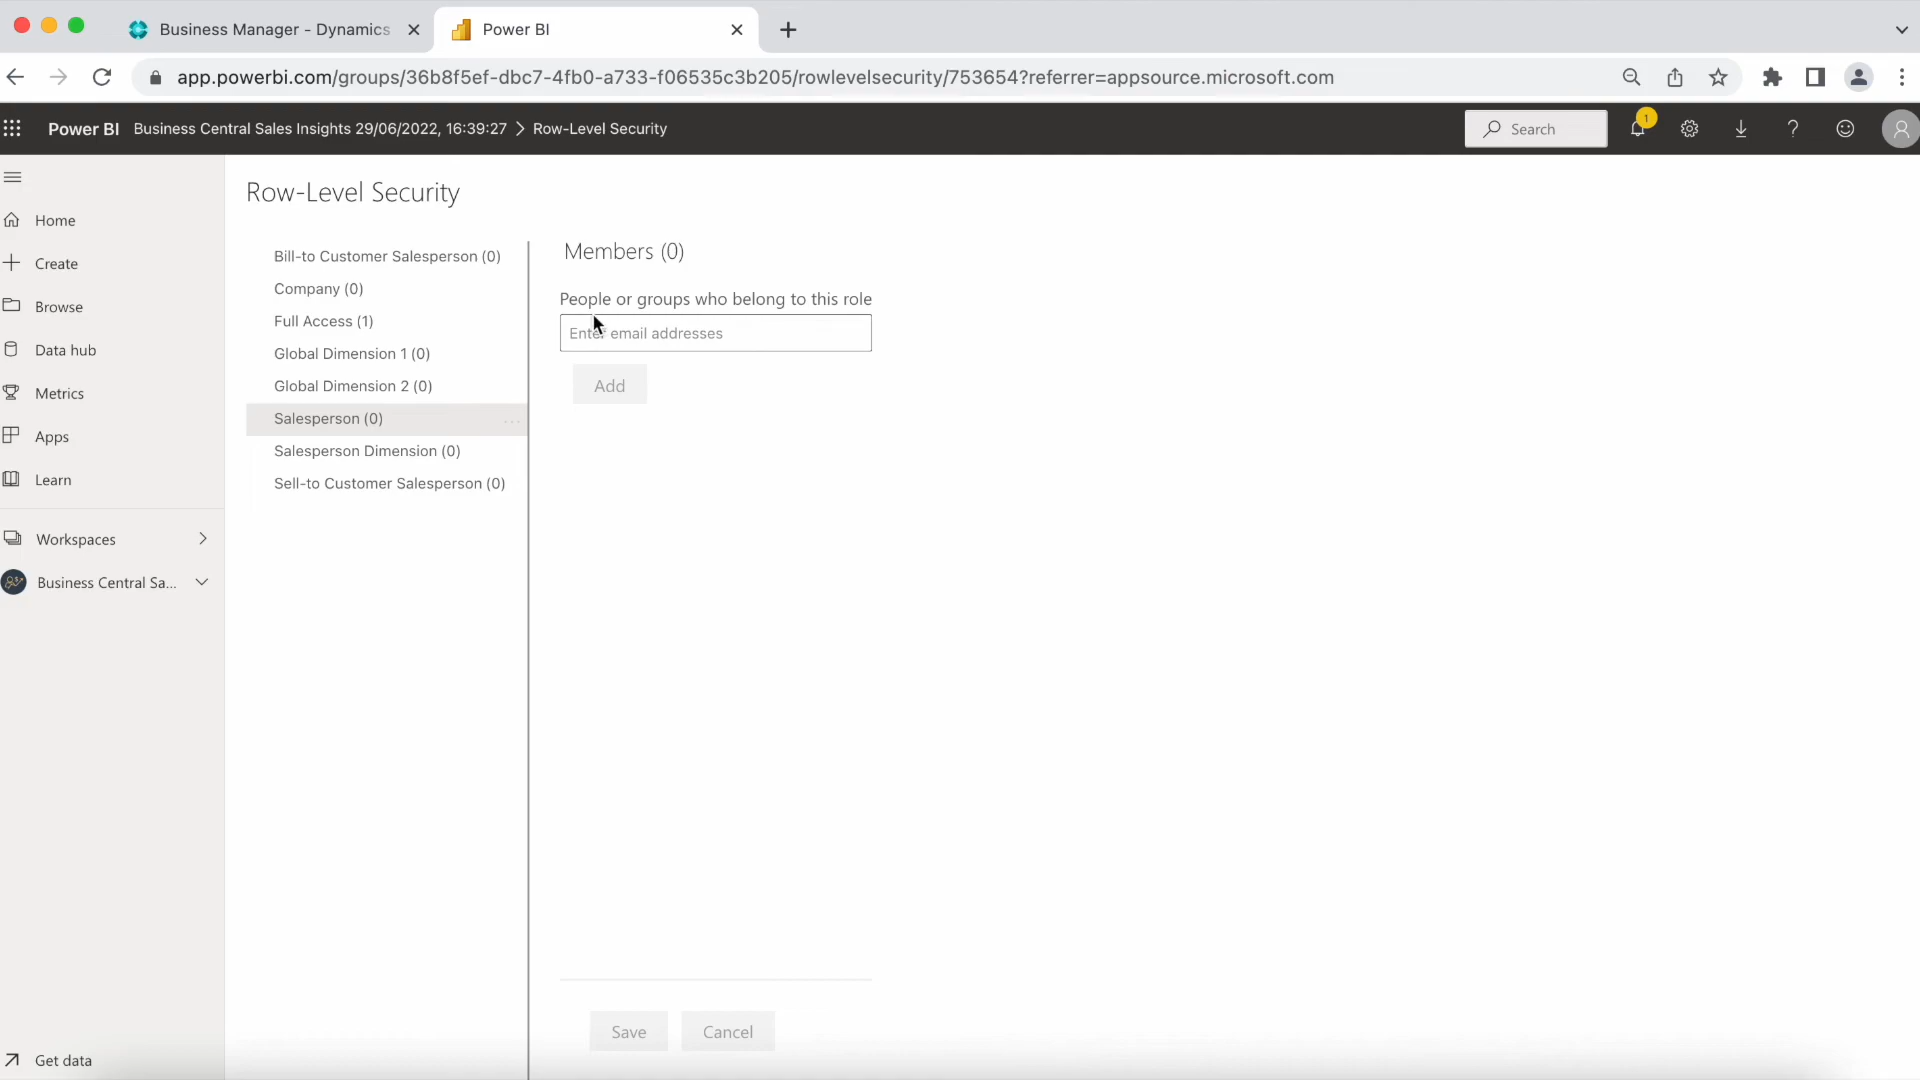 Business Manager - Dynamics
Power BI
app.powerbi.com/groups/36b8f5ef-dbc7-4fb0-a733-f06535c3b205/rowlevelsecurity/753654?referrer=appsource.microsoft.com
Power BI Business Central Sales Insights 29/06/2022, 16:39:27 > Row-Level Security
Search
1
Home
Create
Browse
Data hub
Metrics
Apps
Learn
Workspaces
Business Central Sa...
Get data
Row-Level Security
Bill-to Customer Salesperson (0)
Company (0)
Full Access (1)
Global Dimension 1 (0)
Global Dimension 2 (0)
Salesperson (0)
...
Salesperson Dimension (0)
Sell-to Customer Salesperson (0)
Members (0)
People or groups who belong to this role
Enter email addresses
Add
Save
Cancel